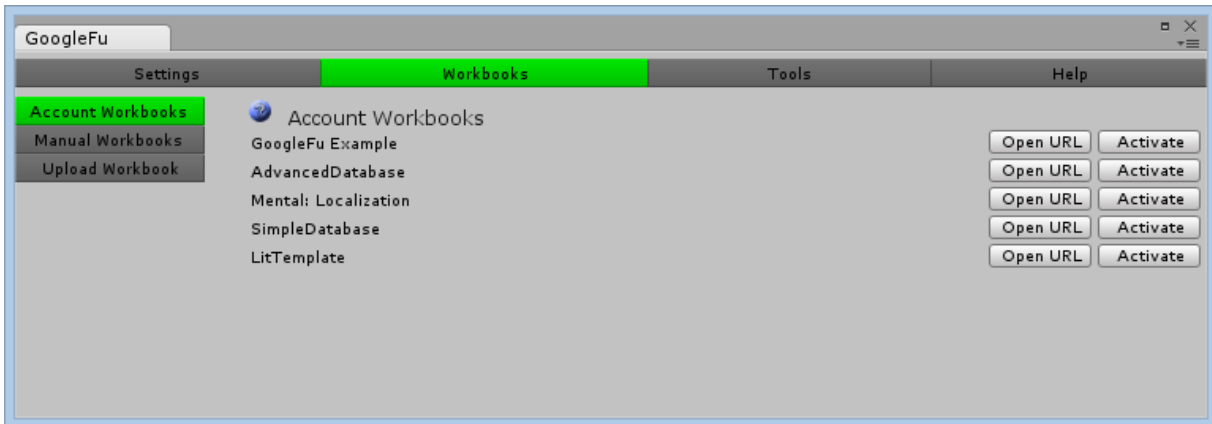 GoogleFu
Settings Workbooks Tools Help
Account Workbooks
Manual Workbooks
Upload Workbook
Account Workbooks
GoogleFu Example Open URL Activate
AdvancedDatabase Open URL Activate
Mental: Localization Open URL Activate
SimpleDatabase Open URL Activate
LitTemplate Open URL Activate